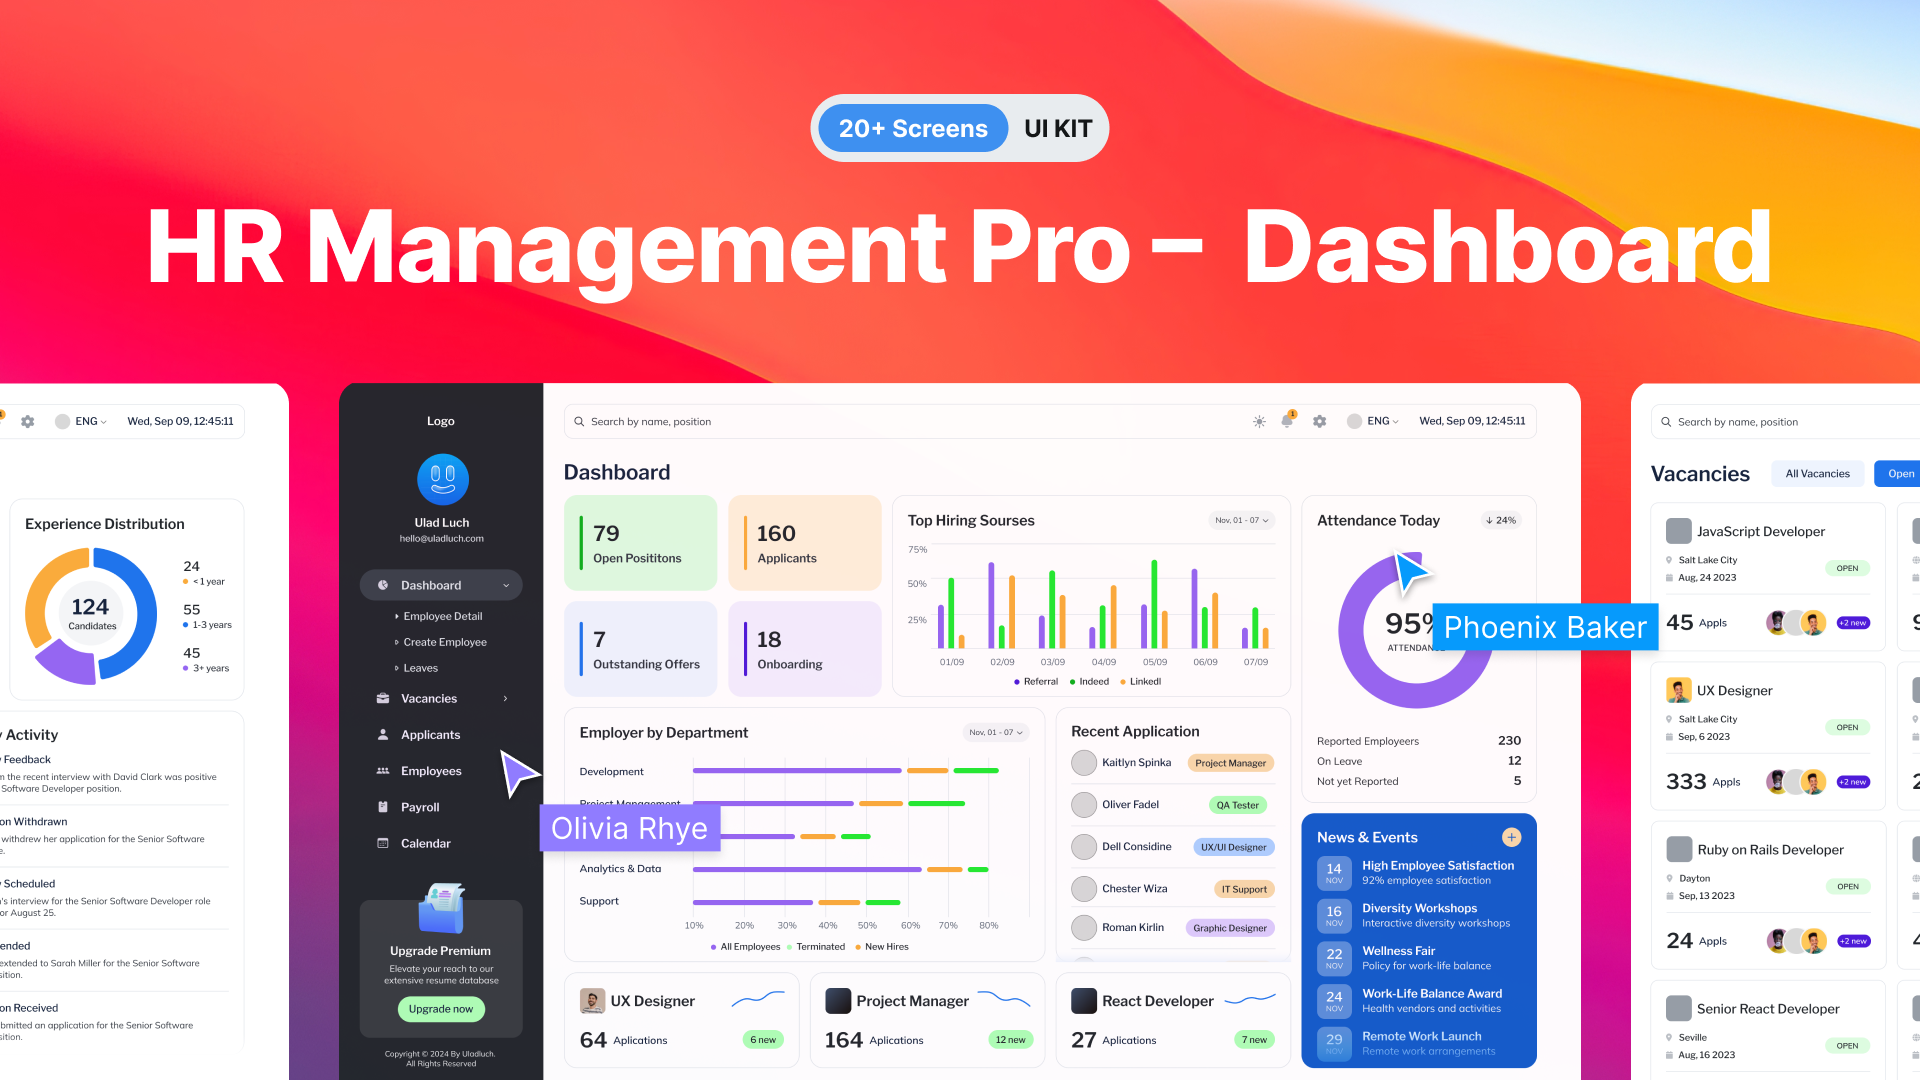 20+ Screens UI KIT
HR Management Pro – Dashboard
1
ENG
Wed, Sep 09, 12:45:11
Experience Distribution
124
Candidates
24
< 1 year
55
1-3 years
45
3+ years
Activity
Feedback
the recent interview with David Clark was positive
Software Developer position.
on Withdrawn
withdrew her application for the Senior Software
e.
Scheduled
's interview for the Senior Software Developer role
or August 25.
ended
extended to Sarah Miller for the Senior Software
sition.
on Received
bmitted an application for the Senior Software
sition.
Logo
Ulad Luch
hello@uladluch.com
Dashboard
Employee Detail
Create Employee
Leaves
Vacancies
Applicants
Employees
Payroll
Calendar
Olivia Rhye
Upgrade Premium
Elevate your reach to our
extensive resume database
Upgrade now
Copyright © 2024 By Uladluch.
All Rights Reserved
Search by name, position
1
ENG
Wed, Sep 09, 12:45:11
Dashboard
79
Open Posititons
160
Applicants
7
Outstanding Offers
18
Onboarding
Top Hiring Sourses
Nov, 01 - 07
75%
50%
25%
01/09 02/09 03/09 04/09 05/09 06/09 07/09
Referral Indeed LinkedI
Attendance Today
24%
95%
ATTENDANC
Phoenix Baker
Reported Employeers 230
On Leave 12
Not yet Reported 5
Employer by Department
Nov, 01 - 07
Development
Project Management
Analytics & Data
Support
10% 20% 30% 40% 50% 60% 70% 80%
All Employees Terminated New Hires
Recent Application
Kaitlyn Spinka Project Manager
Oliver Fadel QA Tester
Dell Considine UX/UI Designer
Chester Wiza IT Support
Roman Kirlin Graphic Designer
News & Events
+
14
NOV
High Employee Satisfaction
92% employee satisfaction
16
NOV
Diversity Workshops
Interactive diversity workshops
22
NOV
Wellness Fair
Policy for work-life balance
24
NOV
Work-Life Balance Award
Health vendors and activities
29
NOV
Remote Work Launch
Remote work arrangements
UX Designer
64 Aplications
6 new
Project Manager
164 Aplications
12 new
React Developer
27 Aplications
7 new
Search by name, position
Vacancies
All Vacancies
Open
JavaScript Developer
Salt Lake City
Aug, 24 2023
OPEN
45 Appls
+2 new
UX Designer
Salt Lake City
Sep, 6 2023
OPEN
333 Appls
+2 new
Ruby on Rails Developer
Dayton
Sep, 13 2023
OPEN
24 Appls
+2 new
Senior React Developer
Seville
Aug, 16 2023
OPEN